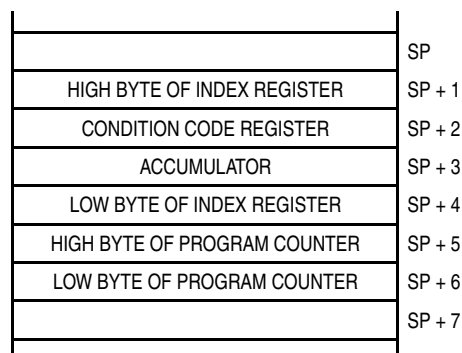 SP
HIGH BYTE OF INDEX REGISTER SP + 1
CONDITION CODE REGISTER SP + 2
ACCUMULATOR SP + 3
LOW BYTE OF INDEX REGISTER SP + 4
HIGH BYTE OF PROGRAM COUNTER SP + 5
LOW BYTE OF PROGRAM COUNTER SP + 6
SP + 7